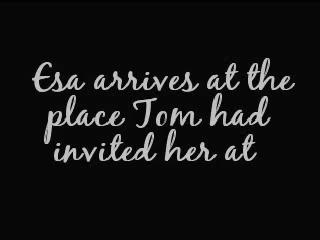 Esa arrives at the
place Tom had
invited her at